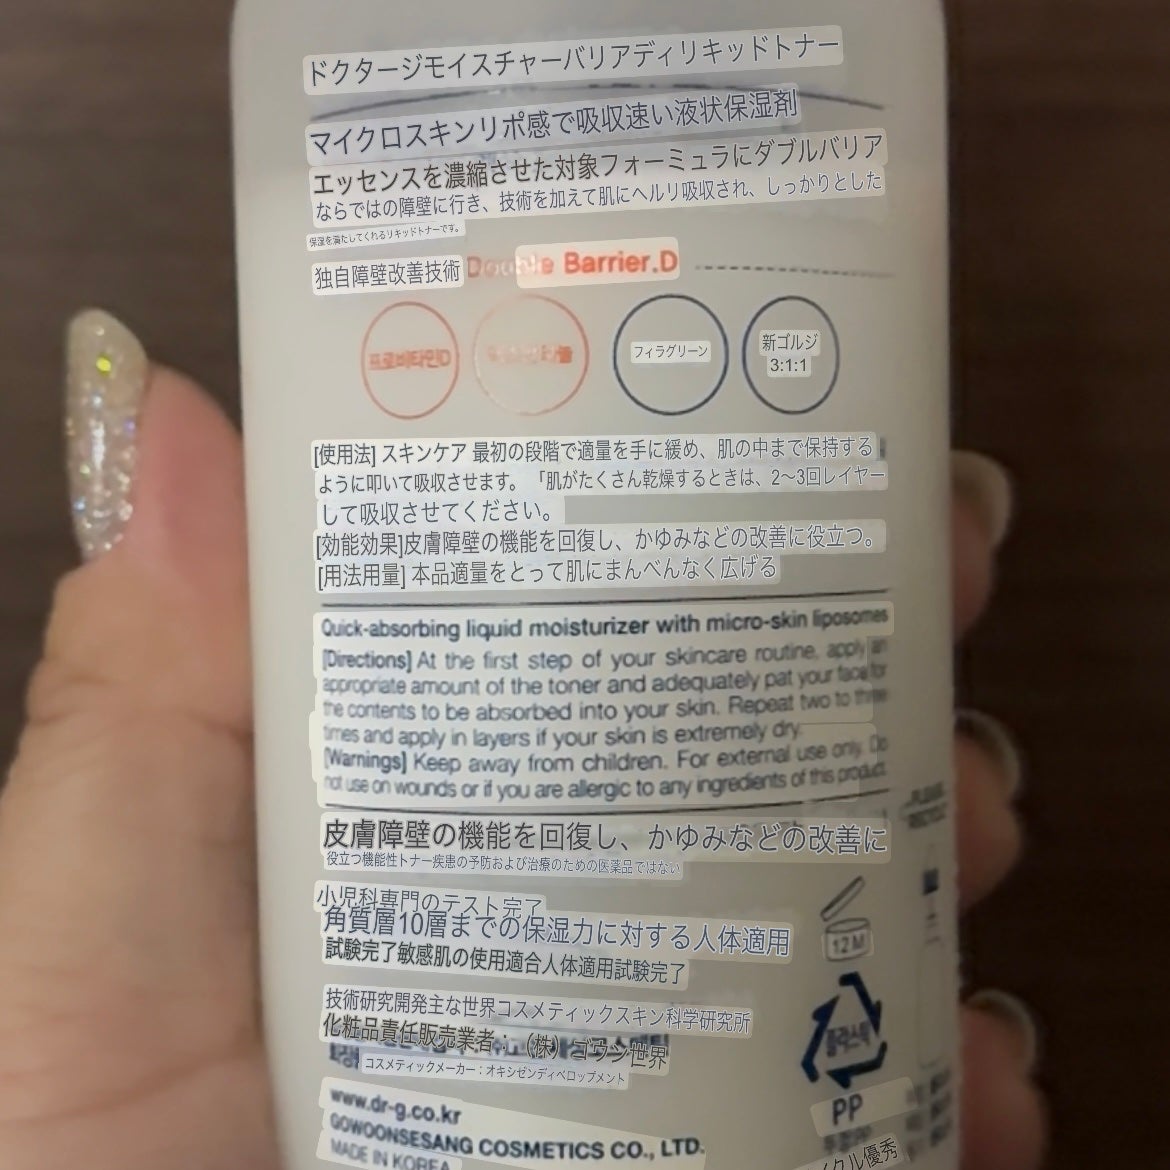 ドクタージモイスチャーバリアディリキッドトナー
マイクロスキンリポ感で吸収速い液状保湿剤
エッセンスを濃縮させた対象フォーミュラにダブルバリア
ならではの障壁に行き、技術を加えて肌にヘルリ吸収され、しっかりとした
保湿を満たしてくれるリキッドトナーです。
独自障壁改善技術 Double Barrier.D
프로비타민D
フィラグリーン
新ゴルジ
3:1:1
[使用法] スキンケア 最初の段階で適量を手に緩め、肌の中まで保持する
ように叩いて吸収させます。「肌がたくさん乾燥するときは、2〜3回レイヤー
して吸収させてください。
[効能効果]皮膚障壁の機能を回復し、かゆみなどの改善に役立つ。
[用法用量] 本品適量をとって肌にまんべんなく広げる
Quick-absorbing liquid moisturizer with micro-skin liposomes
[Directions] At the first step of your skincare routine, apply an
appropriate amount of the toner and adequately pat your face for
the contents to be absorbed into your skin. Repeat two to three
times and apply in layers if your skin is extremely dry.
[Warnings] Keep away from children. For external use only. Do
not use on wounds or if you are allergic to any ingredients of this product.
皮膚障壁の機能を回復し、かゆみなどの改善に
役立つ機能性トナー疾患の予防および治療のための医薬品ではない
小児科専門のテスト完了
角質層10層までの保湿力に対する人体適用
試験完了敏感肌の使用適合人体適用試験完了
技術研究開発主な世界コスメティックスキン科学研究所
化粧品責任販売業者：（株）ゴウン世界
コスメティックメーカー：オキシゼンディベロップメント
www.dr-g.co.kr
GOWOONSESANG COSMETICS CO., LTD.
MADE IN KOREA
PLEASE
RECYCLE
12M
플라스틱
PP
イクル優秀